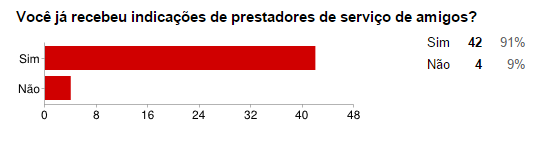 Você já recebeu indicações de prestadores de serviço de amigos?
Sim 42 91%
Não 4 9%
Sim
Não
0 8 16 24 32 40 48